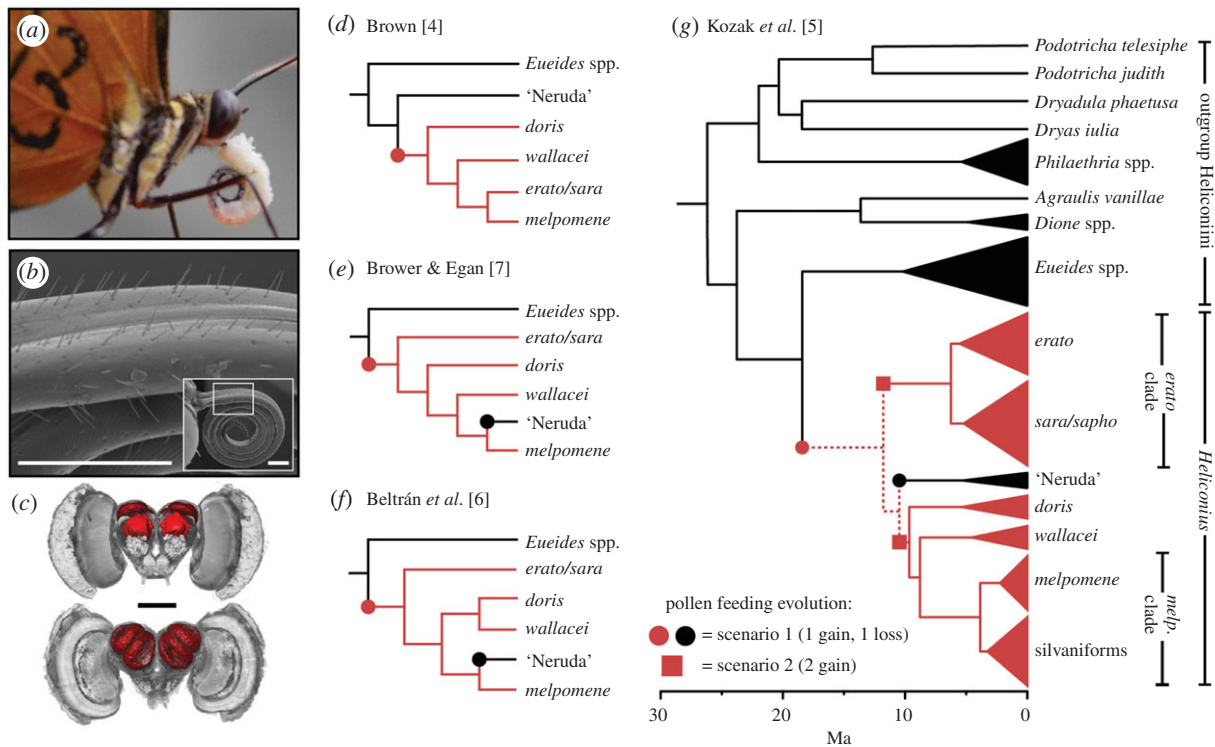 (a)
(b)
(c)
(d) Brown [4]
Eueides spp.
'Neruda'
doris
wallacei
erato/sara
melpomene
(e) Brower & Egan [7]
Eueides spp.
erato/sara
doris
wallacei
'Neruda'
melpomene
(f) Beltrán et al. [6]
Eueides spp.
erato/sara
doris
wallacei
'Neruda'
melpomene
(g) Kozak et al. [5]
Podotricha telesiphe
Podotricha judith
Dryadula phaetusa
Dryas iulia
Philaethria spp.
Agraulis vanillae
Dione spp.
Eueides spp.
erato
sara/sapho
'Neruda'
doris
wallacei
melpomene
silvaniforms
outgroup Heliconiini
erato
clade
melp.
clade
Heliconius
pollen feeding evolution:
= scenario 1 (1 gain, 1 loss)
= scenario 2 (2 gain)
30 20 10 0
Ma